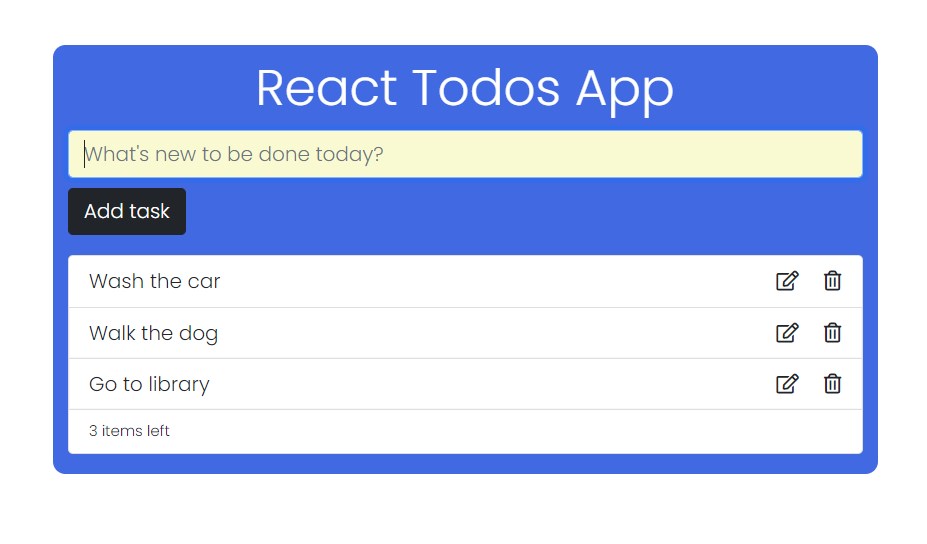 React Todos App
What's new to be done today?
Add task
Wash the car
Walk the dog
Go to library
3 items left